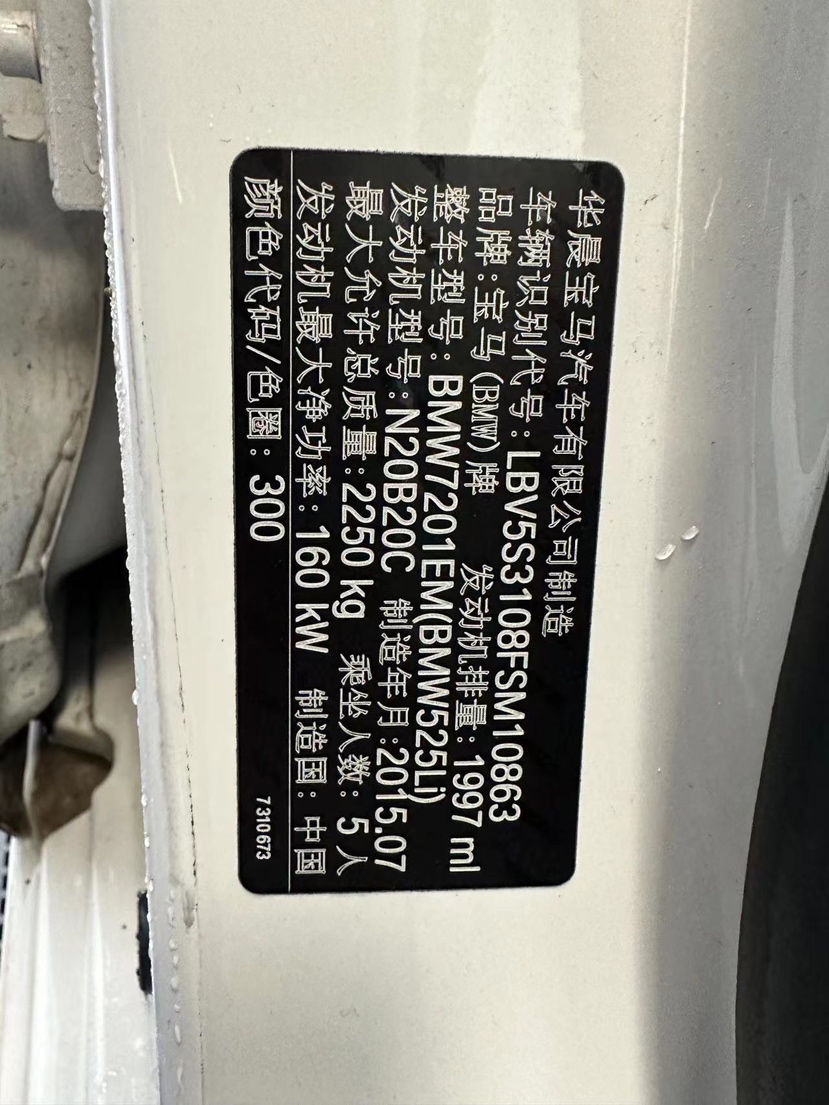 华晨宝马汽车有限公司制造
车辆识别代号:LBV5S3108FSM10863
品牌:宝马(BMW)牌 发动机排量:1997 ml
整车型号:BMW7201EM(BMW525Li)
发动机型号:N20B20C 制造年月:2015.07
最大允许总质量:2250 kg 乘坐人数:5人
发动机最大净功率:160 kW 制造国:中国
颜色代码/色圈:300
7310673